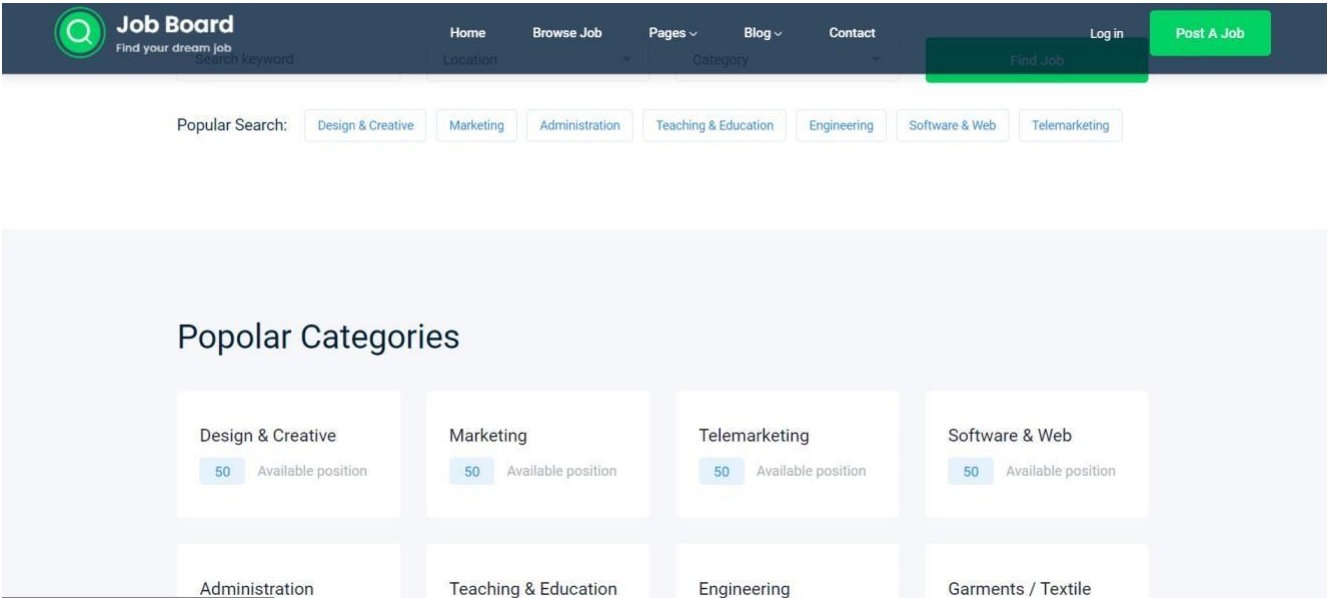 Job Board
Find your dream job
Home Browse Job Pages Blog Contact Log in Post A Job
Search keyword Location Category Find Job
Popular Search: Design & Creative Marketing Administration Teaching & Education Engineering Software & Web Telemarketing
Popolar Categories
Design & Creative Marketing Telemarketing Software & Web
50 Available position 50 Available position 50 Available position 50 Available position
Administration Teaching & Education Engineering Garments / Textile